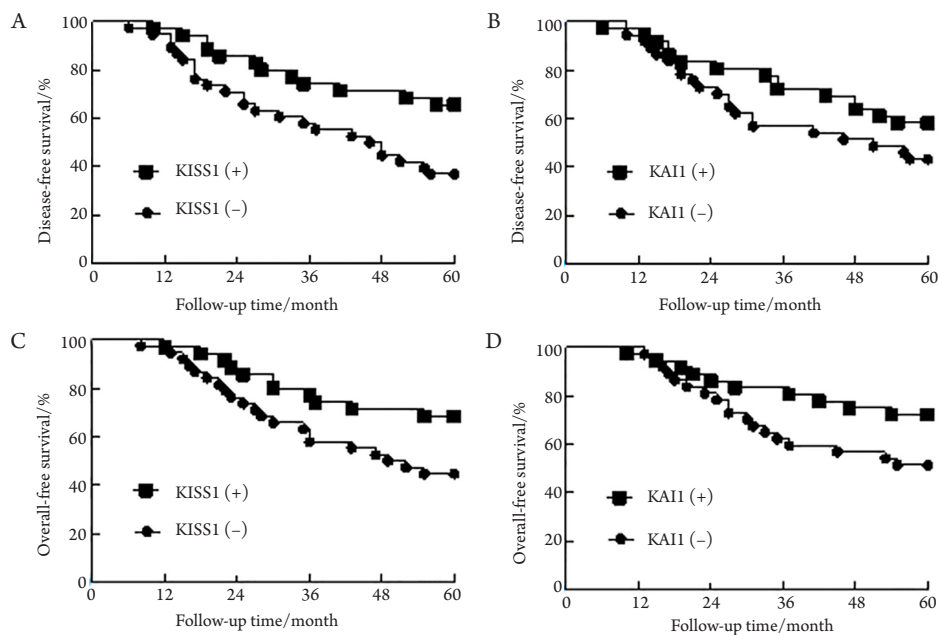 A
Disease-free survival/%
100
80
60
40
20
KISS1 (+)
KISS1 (–)
0 12 24 36 48 60
Follow-up time/month
B
Disease-free survival/%
100
80
60
40
20
KAI1 (+)
KAI1 (–)
0 12 24 36 48 60
Follow-up time/month
C
Overall-free survival/%
100
80
60
40
20
0
KISS1 (+)
KISS1 (–)
0 12 24 36 48 60
Follow-up time/month
D
Overall-free survival/%
100
80
60
40
20
0
KAI1 (+)
KAI1 (–)
0 12 24 36 48 60
Follow-up time/month